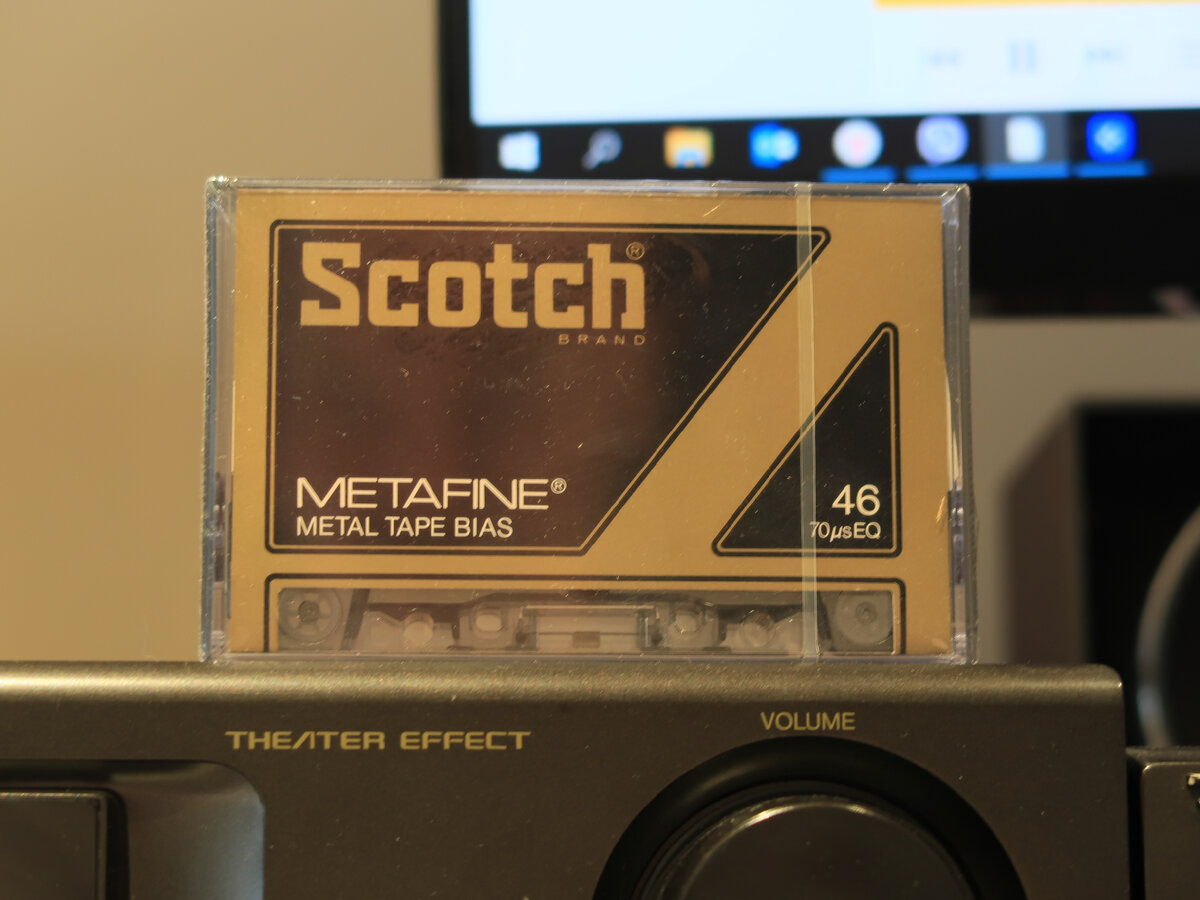 Scotch®
BRAND
METAFINE®
METAL TAPE BIAS
46
70µsEQ
THEATER EFFECT
VOLUME